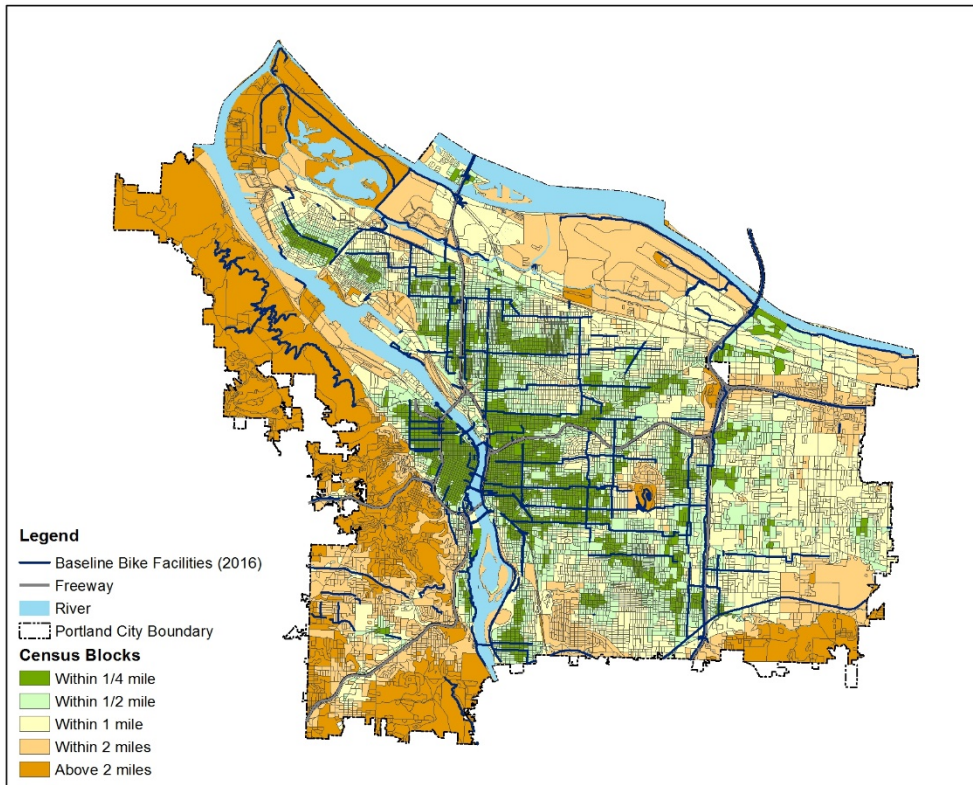 Legend
Baseline Bike Facilities (2016)
Freeway
River
Portland City Boundary
Census Blocks
Within 1/4 mile
Within 1/2 mile
Within 1 mile
Within 2 miles
Above 2 miles